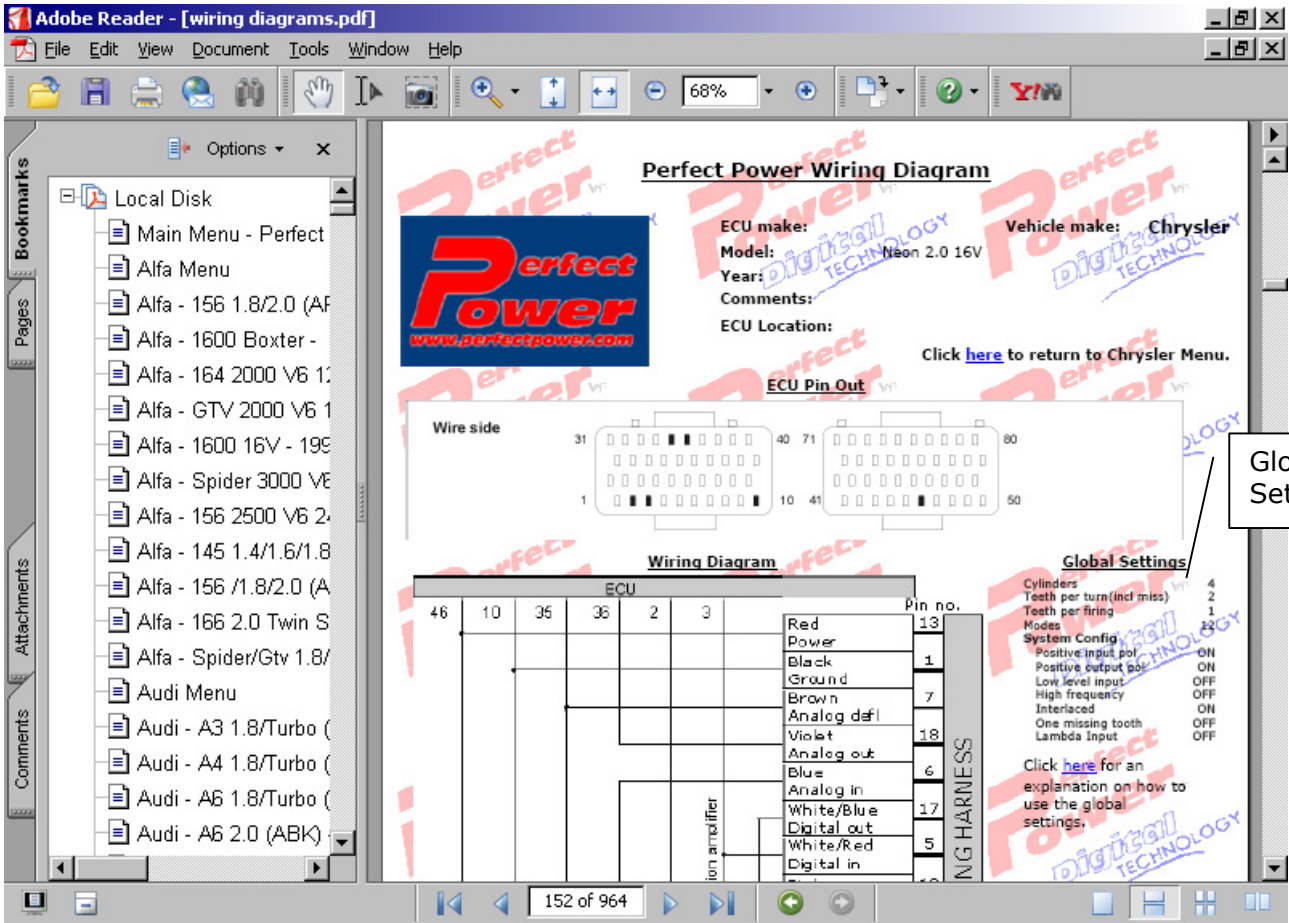 Adobe Reader - [wiring diagrams.pdf]
File Edit View Document Tools Window Help
68%
Y!
Bookmarks
Pages
Attachments
Comments
Options
Local Disk
Main Menu - Perfect
Alfa Menu
Alfa - 156 1.8/2.0 (AR
Alfa - 1600 Boxter -
Alfa - 164 2000 V6 12
Alfa - GTV 2000 V6 1
Alfa - 1600 16V - 199
Alfa - Spider 3000 V6
Alfa - 156 2500 V6 24
Alfa - 145 1.4/1.6/1.8
Alfa - 156 /1.8/2.0 (A
Alfa - 166 2.0 Twin S
Alfa - Spider/Gtv 1.8/
Audi Menu
Audi - A3 1.8/Turbo (
Audi - A4 1.8/Turbo (
Audi - A6 1.8/Turbo (
Audi - A6 2.0 (ABK) -
Perfect Power Wiring Diagram
Perfect
Power
www.perfectpower.com
ECU make:
Model: Neon 2.0 16V
Year:
Comments:
ECU Location:
Vehicle make: Chrysler
Click here to return to Chrysler Menu.
ECU Pin Out
Wire side
31 40 71 80
1 10 41 50
Glo
Set
Wiring Diagram
ECU
46 10 35 36 2 3
Pin no.
Red 13
Power
Black 1
Ground
Brown 7
Analog defl
Violet 18
Analog out
Blue 6
Analog in
White/Blue 17
Digital out
White/Red 5
Digital in
ion amplifier
NG HARNESS
Global Settings
Cylinders 4
Teeth per turn(incl miss) 2
Teeth per firing 1
Modes 12
System Config
Positive input pol ON
Positive output pol ON
Low level input OFF
High frequency OFF
Interlaced ON
One missing tooth OFF
Lambda Input OFF
Click here for an
explanation on how to
use the global
settings.
Perfect Power
Digital TECHNOLOGY
152 of 964